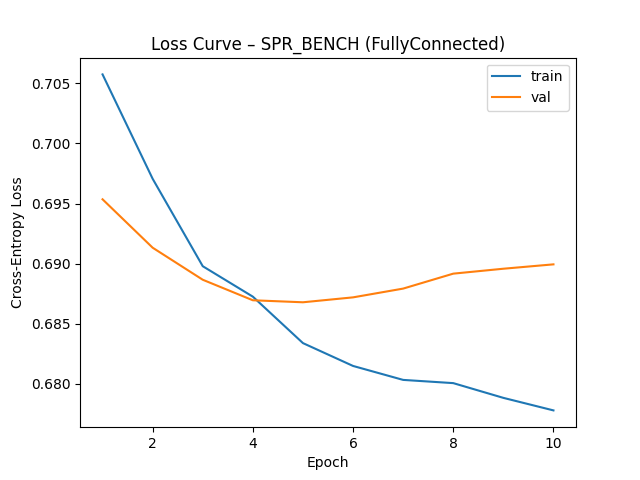 Loss Curve – SPR_BENCH (FullyConnected)
train
val
Cross-Entropy Loss
0.705
0.700
0.695
0.690
0.685
0.680
2 4 6 8 10
Epoch